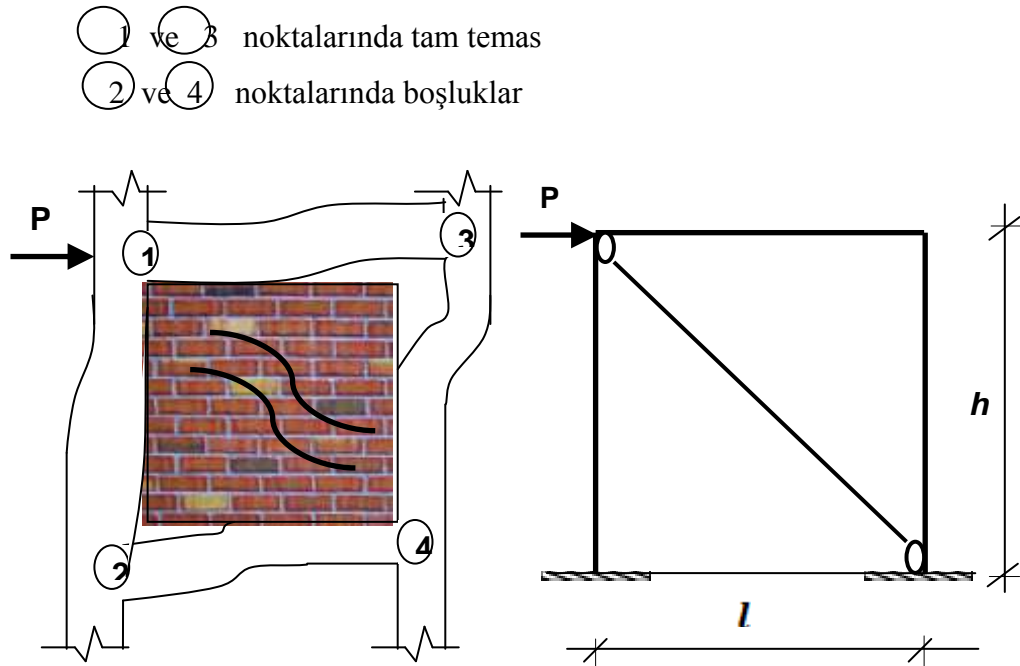 1 ve 3 noktalarında tam temas
2 ve 4 noktalarında boşluklar
P
1
3
2
4
P
h
l